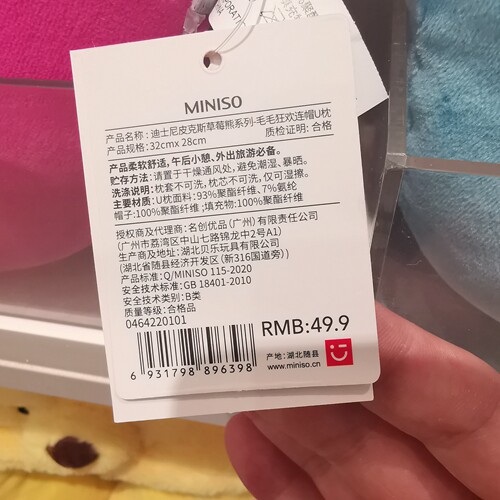 MINISO
产品名称: 迪士尼皮克斯草莓熊系列-毛毛狂欢连帽U枕
产品规格: 32cmx 28cm 质检证明: 合格
产品柔软舒适, 午后小憩、外出旅游必备。
贮存方法: 请置于干燥通风处, 避免潮湿、暴晒。
洗涤说明: 枕套不可洗, 枕芯不可洗, 仅可湿擦。
主要材质: U枕面料: 93%聚酯纤维、7%氨纶
帽子:100%聚酯纤维; 填充物: 100%聚酯纤维
授权商及代理商: 名创优品(广州)有限责任公司
(广州市荔湾区中山七路锦龙中2号A1)
生产商及地址: 湖北贝乐玩具有限公司
(湖北省随县经济开发区(新316国道旁))
产品标准: Q/MINISO 115-2020
安全技术标准: GB 18401-2010
安全技术类别: B类
质量等级: 合格品
0464220101
6 931798 896398
RMB:49.9
产地: 湖北随县
www.miniso.cn